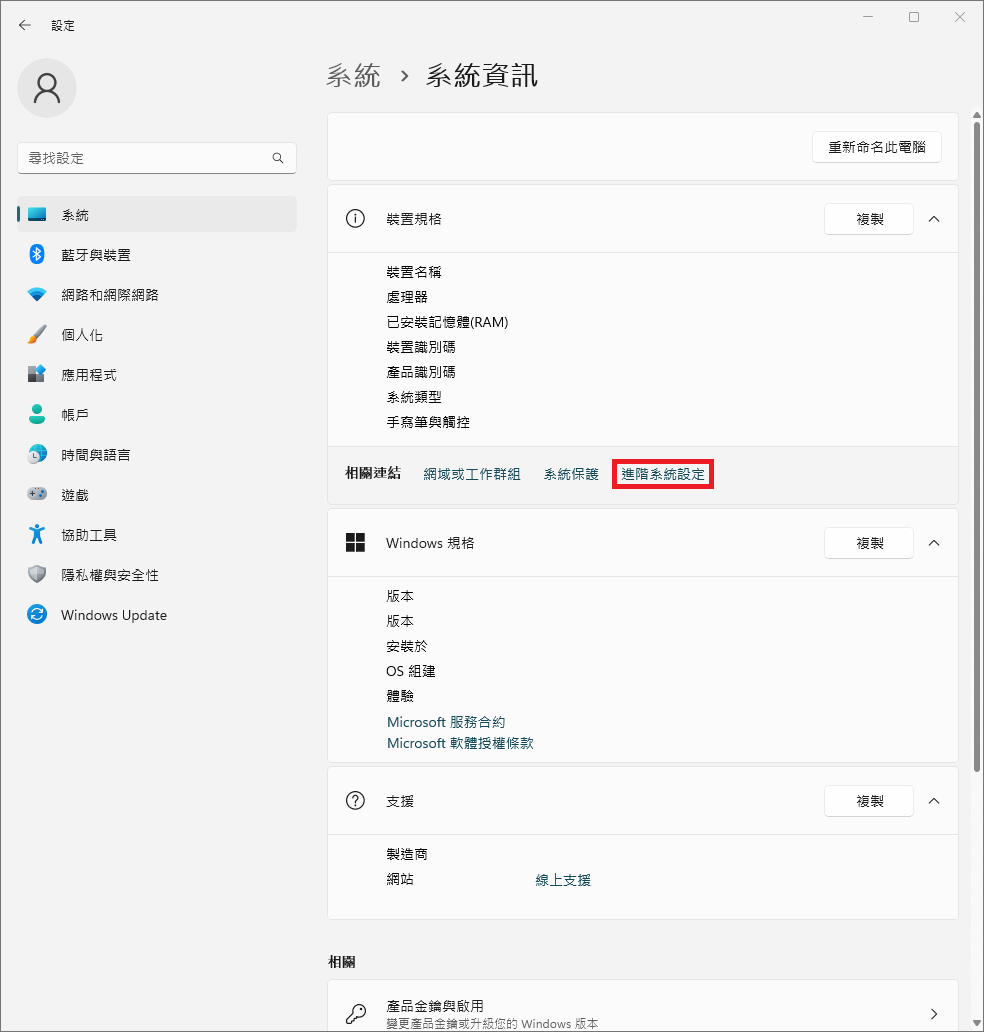 設定
系統 › 系統資訊
尋找設定
系統
藍牙與裝置
網路和網際網路
個人化
應用程式
帳戶
時間與語言
遊戲
協助工具
隱私權與安全性
Windows Update
重新命名此電腦
裝置規格
複製
裝置名稱
處理器
已安裝記憶體(RAM)
裝置識別碼
產品識別碼
系統類型
手寫筆與觸控
相關連結 網域或工作群組 系統保護 進階系統設定
Windows 規格
複製
版本
版本
安裝於
OS 組建
體驗
Microsoft 服務合約
Microsoft 軟體授權條款
支援
複製
製造商
網站 線上支援
相關
產品金鑰與啟用
變更產品金鑰或升級您的 Windows 版本